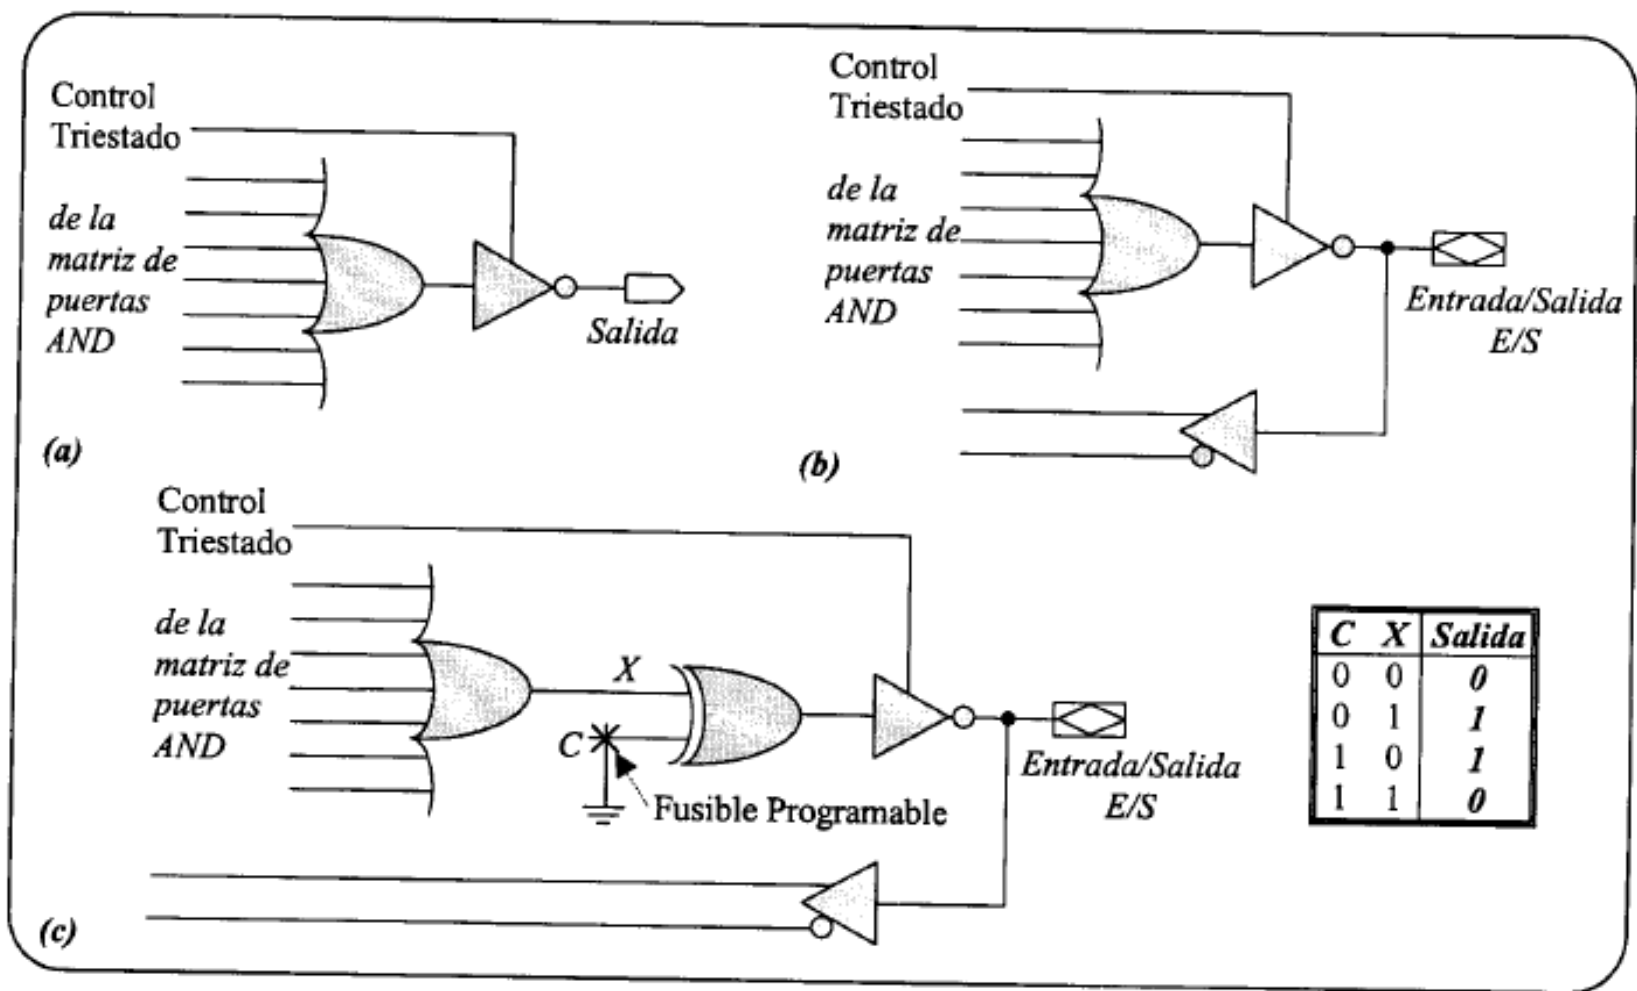 Control
Triestado
de la
matriz de
puertas
AND
Salida
(a)
Control
Triestado
de la
matriz de
puertas
AND
Entrada/Salida
E/S
(b)
Control
Triestado
de la
matriz de
puertas
AND
X
C
Fusible Programable
Entrada/Salida
E/S
C X Salida
0 0 0
0 1 1
1 0 1
1 1 0
(c)